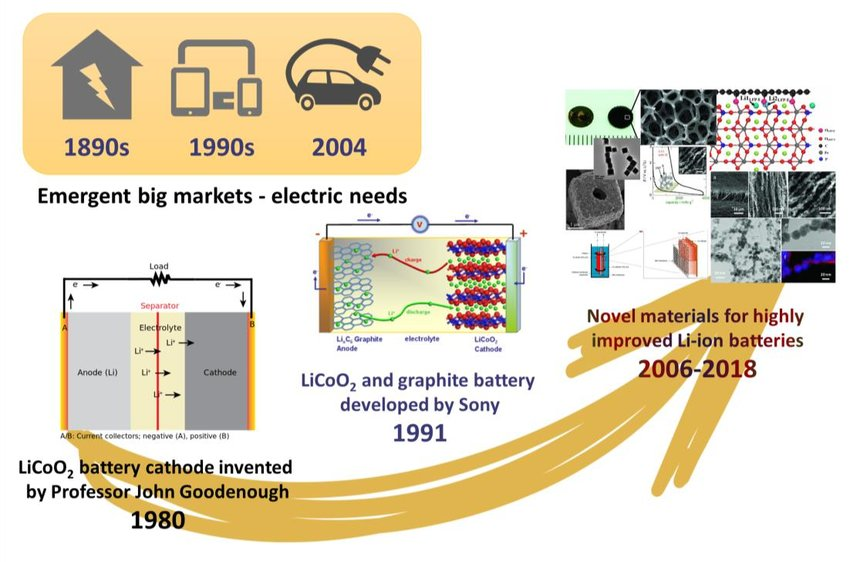 1890s
1990s
2004
Emergent big markets - electric needs
Load
e⁻
e⁻
Separator
A
B
Electrolyte
Li⁺
Li⁺
Li⁺
Li⁺
Anode (Li)
Cathode
A/B: Current collectors; negative (A), positive (B)
LiCoO₂ battery cathode invented
by Professor John Goodenough
1980
e⁻
V
e⁻
-
+
e⁻
e⁻
Li⁺
charge
Li⁺
discharge
LiₓC₆ Graphite
Anode
electrolyte
LiCoO₂
Cathode
LiCoO₂ and graphite battery
developed by Sony
1991
Novel materials for highly
improved Li-ion batteries
2006-2018